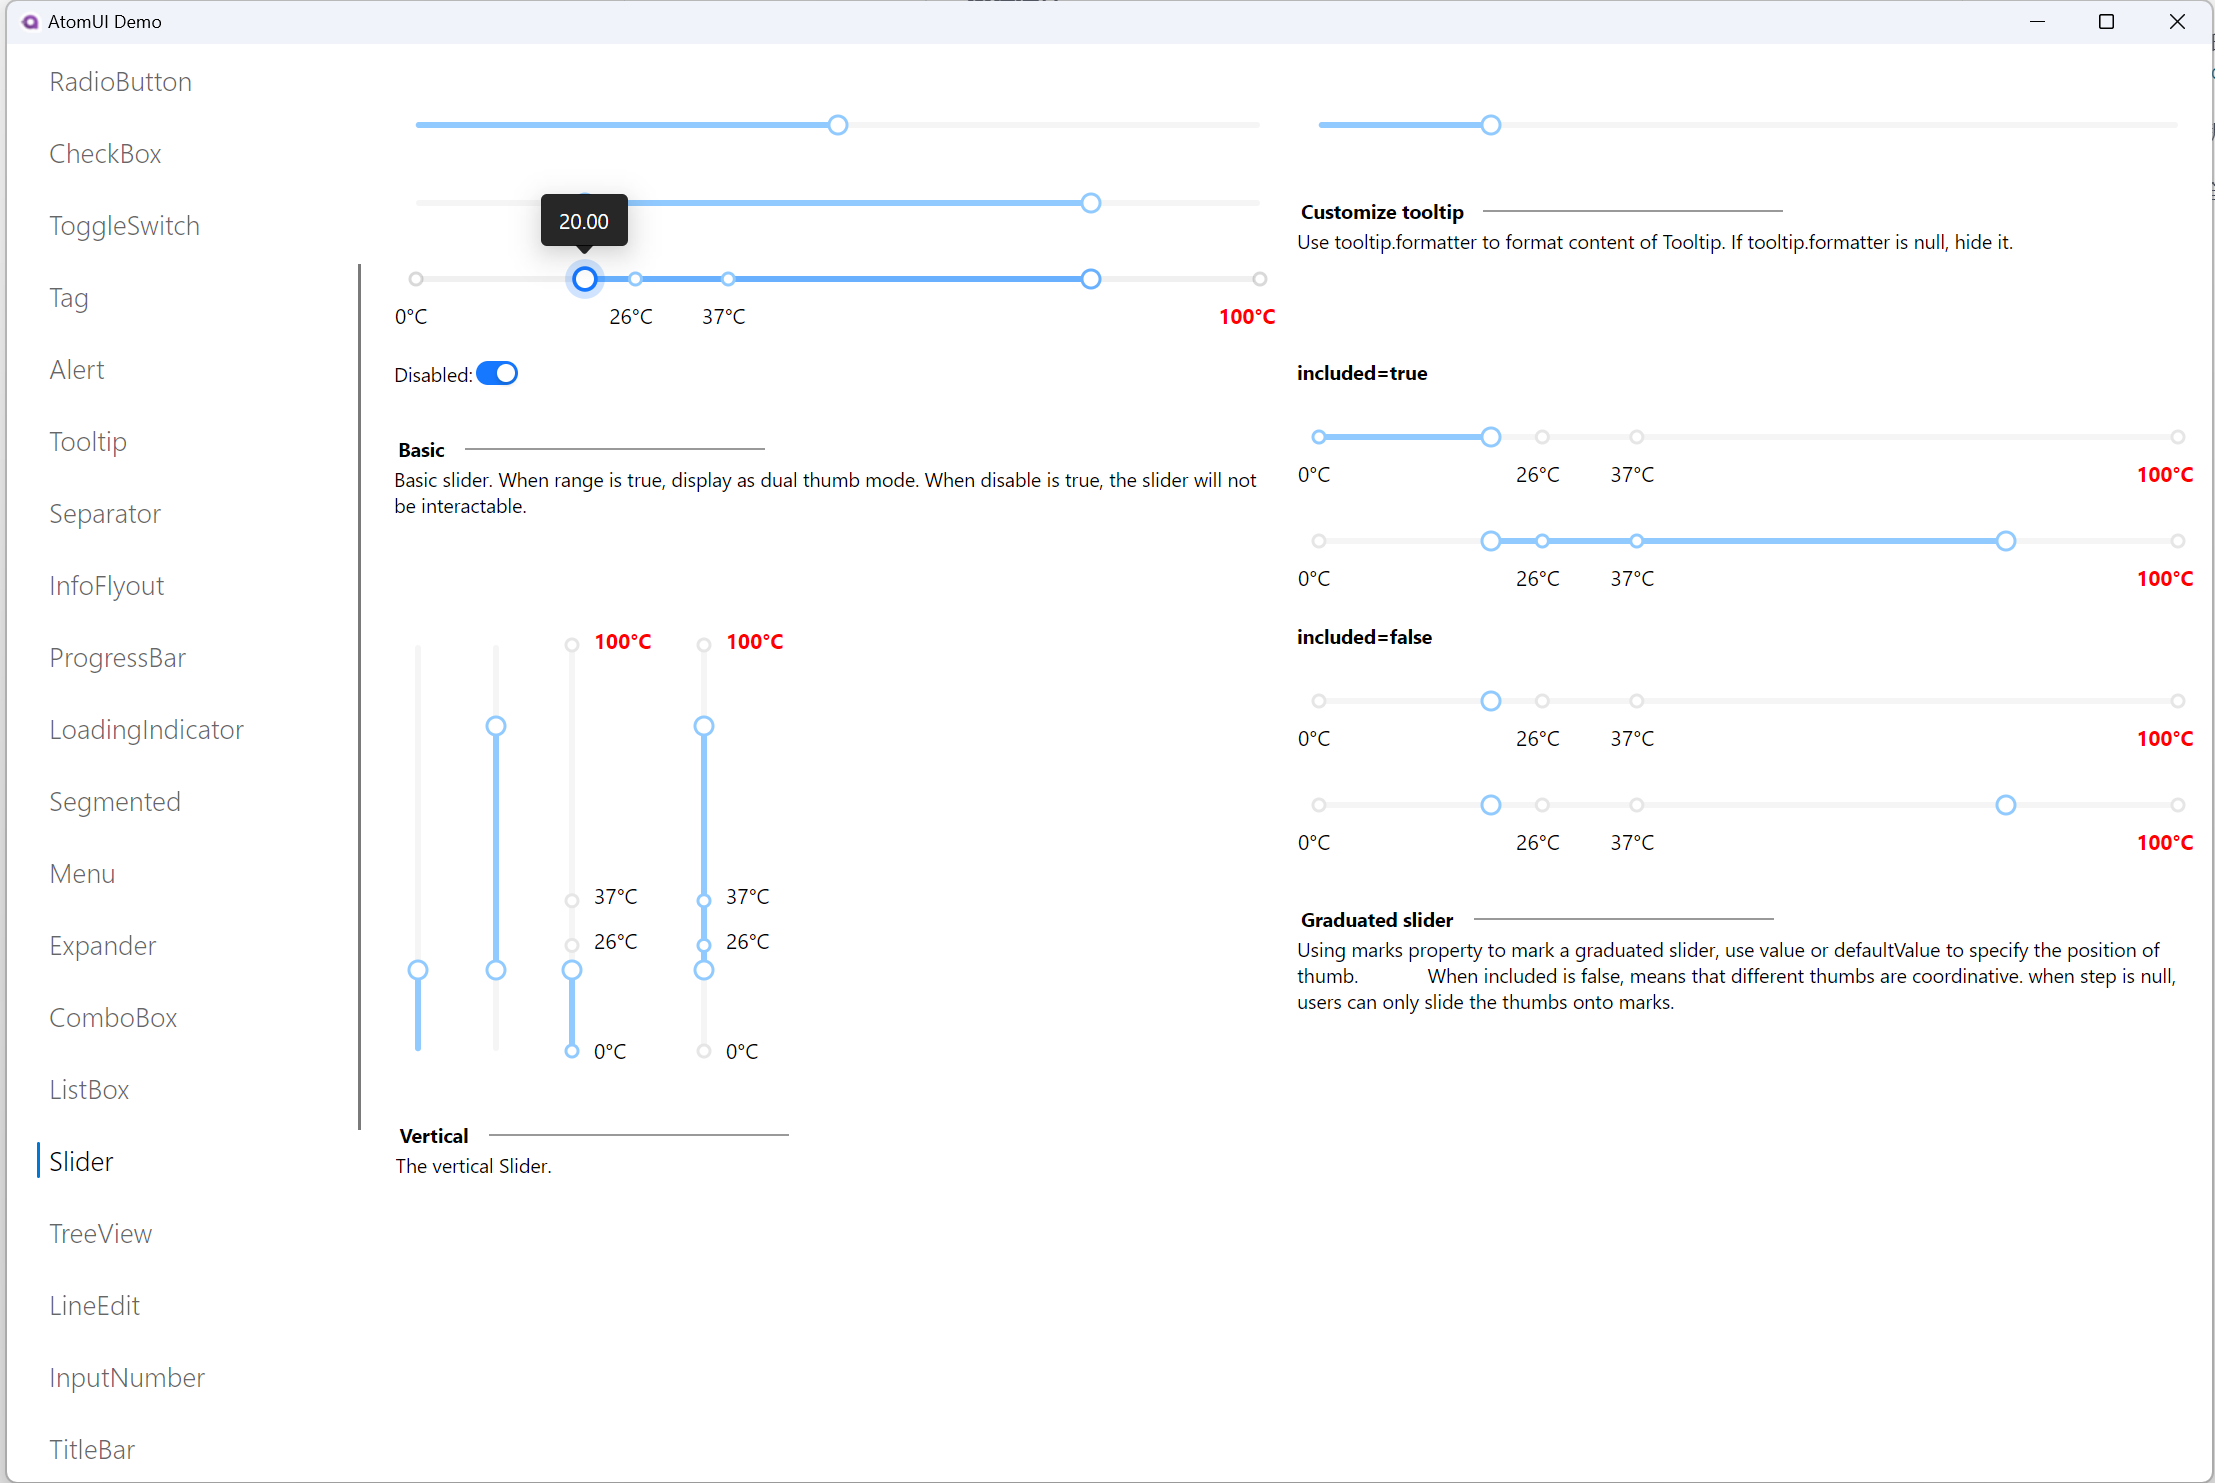 AtomUI Demo
RadioButton
CheckBox
ToggleSwitch
Tag
Alert
Tooltip
Separator
InfoFlyout
ProgressBar
LoadingIndicator
Segmented
Menu
Expander
ComboBox
ListBox
Slider
TreeView
LineEdit
InputNumber
TitleBar
20.00
0°C 26°C 37°C 100°C
Disabled:
Basic
Basic slider. When range is true, display as dual thumb mode. When disable is true, the slider will not
be interactable.
100°C 100°C
37°C 37°C
26°C 26°C
0°C 0°C
Vertical
The vertical Slider.
Customize tooltip
Use tooltip.formatter to format content of Tooltip. If tooltip.formatter is null, hide it.
included=true
0°C 26°C 37°C 100°C
0°C 26°C 37°C 100°C
included=false
0°C 26°C 37°C 100°C
0°C 26°C 37°C 100°C
Graduated slider
Using marks property to mark a graduated slider, use value or defaultValue to specify the position of
thumb. When included is false, means that different thumbs are coordinative. when step is null,
users can only slide the thumbs onto marks.